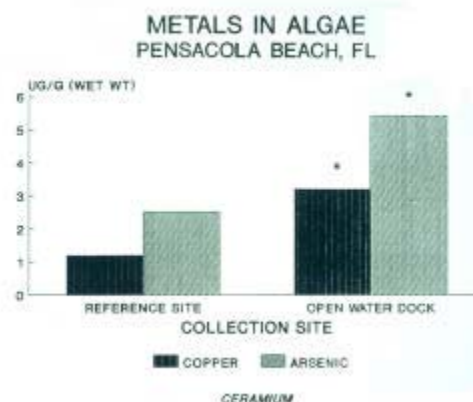 METALS IN ALGAE
PENSACOLA BEACH, FL
UG/G (WET WT)
6
5
4
3
2
1
0
*
*
REFERENCE SITE
OPEN WATER DOCK
COLLECTION SITE
COPPER
ARSENIC
CERAMIUM